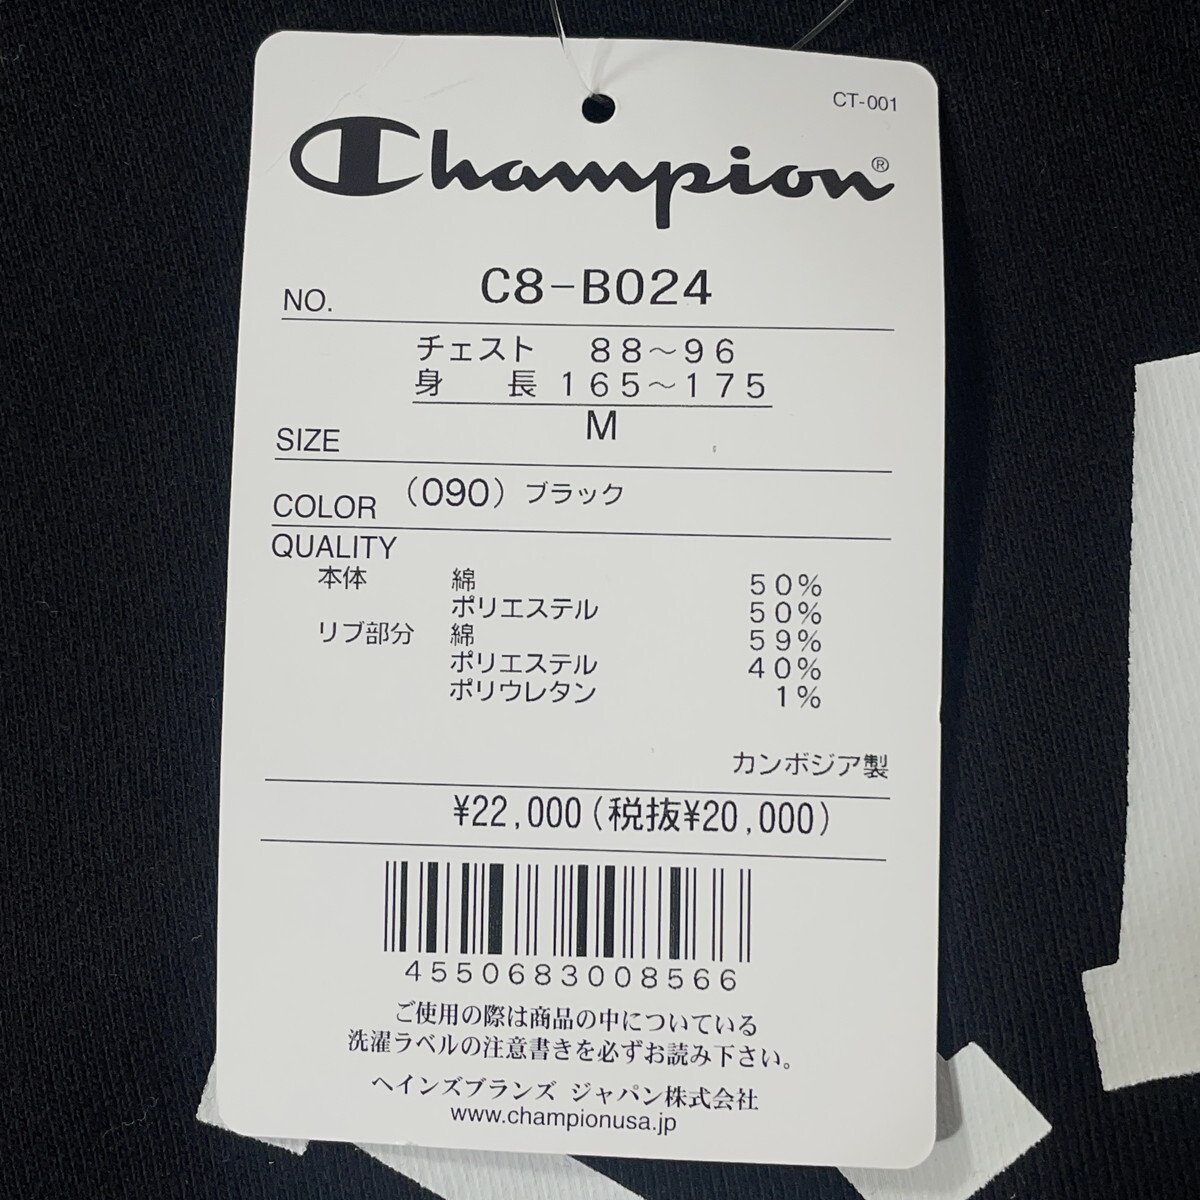 CT-001
Champion®
NO. C8-B024
チェスト 88～96
身長 165～175
SIZE M
COLOR (090) ブラック
QUALITY
本体 綿 50%
ポリエステル 50%
リブ部分 綿 59%
ポリエステル 40%
ポリウレタン 1%
カンボジア製
¥22,000(税抜¥20,000)
4550683008566
ご使用の際は商品の中についている
洗濯ラベルの注意書きを必ずお読み下さい。
ヘインズブランズ ジャパン株式会社
www.championusa.jp